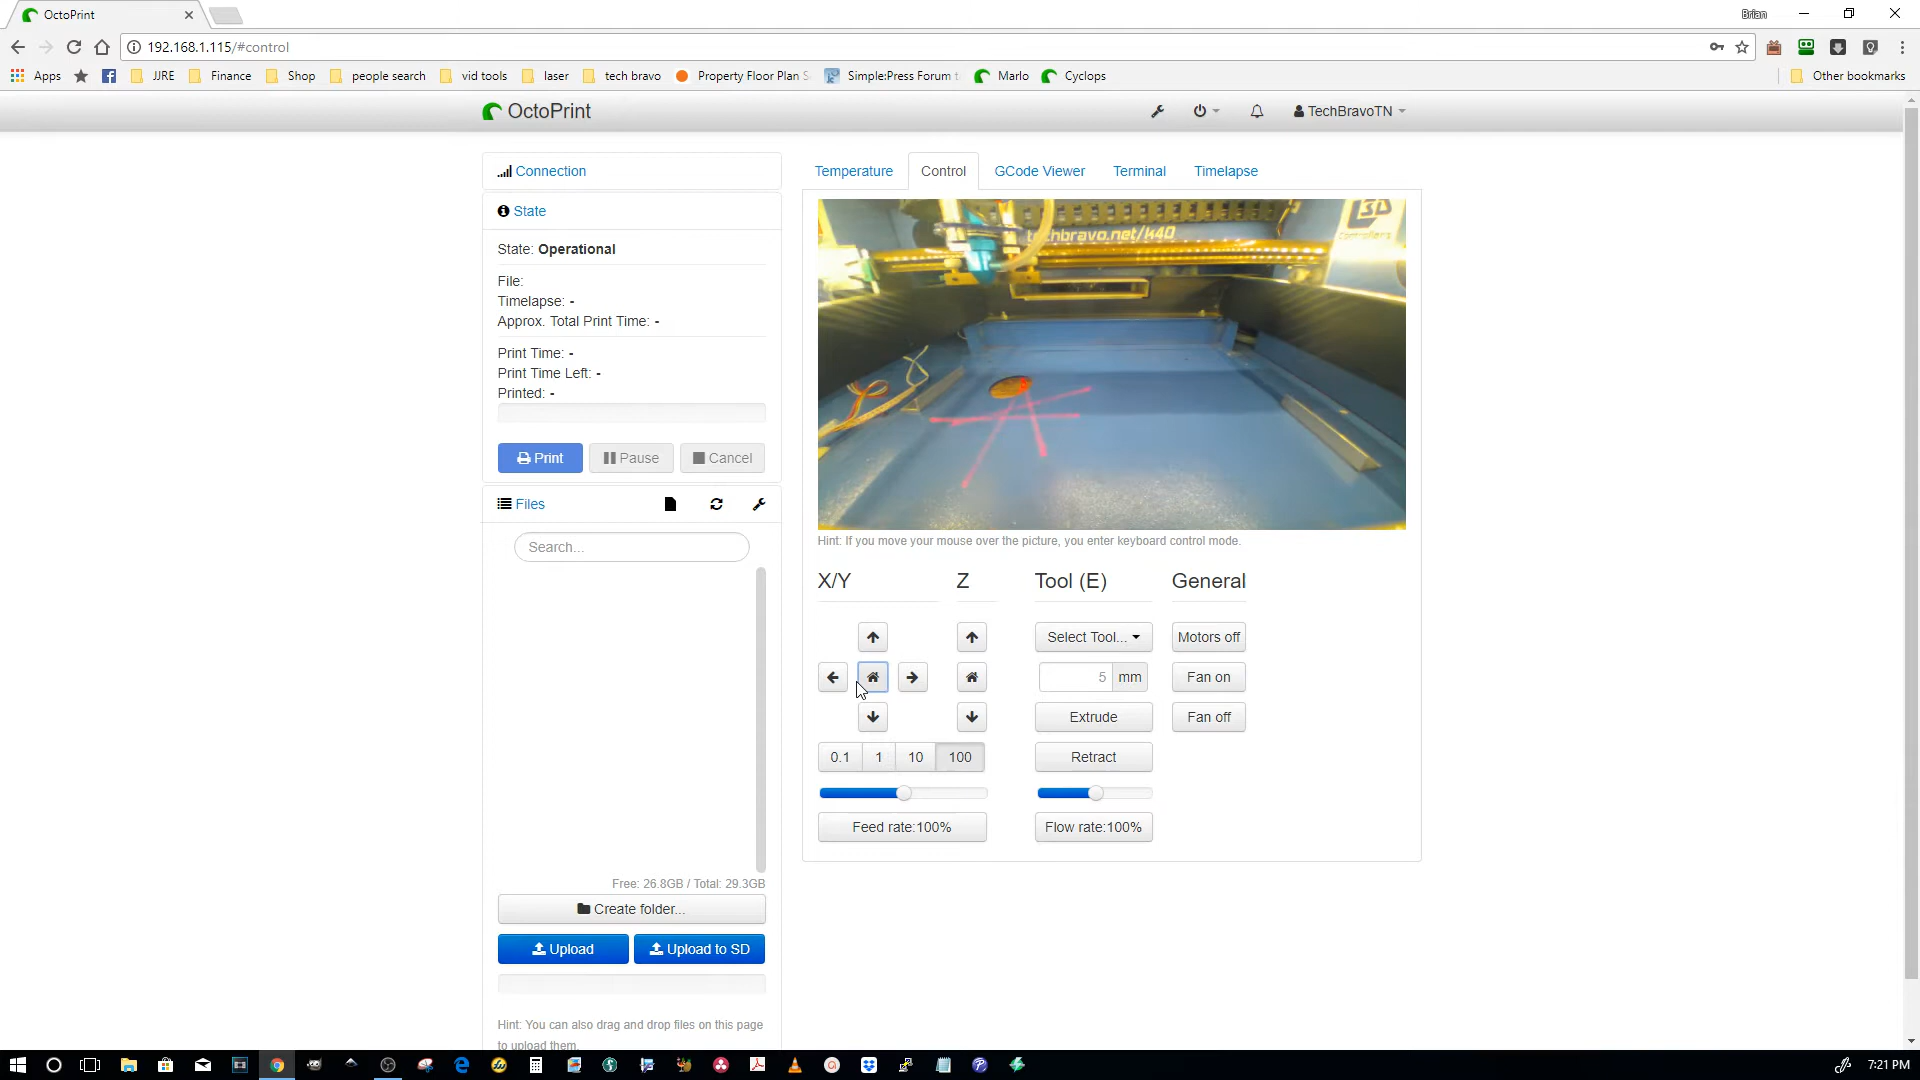 OctoPrint
Brian
192.168.1.115/#control
Apps
JJRE
Finance
Shop
people search
vid tools
laser
tech bravo
Property Floor Plan S
Simple:Press Forum t
Marlo
Cyclops
Other bookmarks
OctoPrint
TechBravoTN
Connection
State
State: Operational
File:
Timelapse: -
Approx. Total Print Time: -
Print Time: -
Print Time Left: -
Printed: -
Print
Pause
Cancel
Files
Search...
Free: 26.8GB / Total: 29.3GB
Create folder...
Upload
Upload to SD
Hint: You can also drag and drop files on this page
to upload them.
Temperature
Control
GCode Viewer
Terminal
Timelapse
techbravo.net/k40
3D
Controllers
Hint: If you move your mouse over the picture, you enter keyboard control mode.
X/Y
Z
Tool (E)
General
Select Tool...
Motors off
5 mm
Fan on
Extrude
Fan off
0.1 1 10 100
Retract
Feed rate:100%
Flow rate:100%
7:21 PM